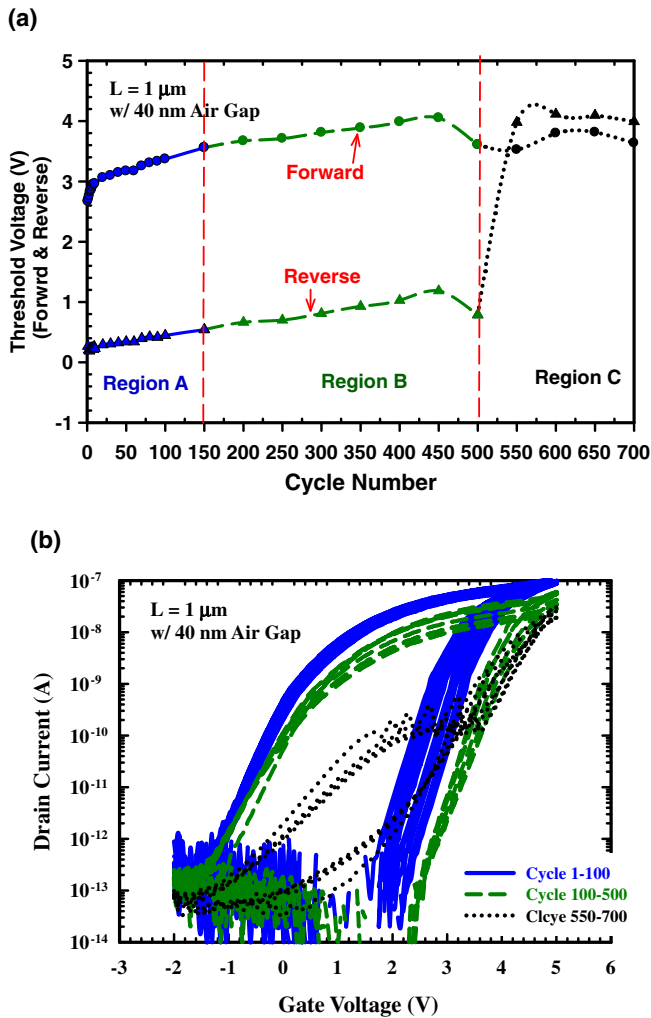 (a)
5
4
3
2
1
0
-1
Threshold Voltage (V)
(Forwrd & Reverse)
L = 1 μm
w/ 40 nm Air Gap
Forward
Reverse
Region A
Region B
Region C
0 50 100 150 200 250 300 350 400 450 500 550 600 650 700
Cycle Number
(b)
10-7
10-8
10-9
10-10
10-11
10-12
10-13
10-14
Drain Current (A)
L = 1 μm
w/ 40 nm Air Gap
Cycle 1-100
Cycle 100-500
Clcye 550-700
-3 -2 -1 0 1 2 3 4 5 6
Gate Voltage (V)